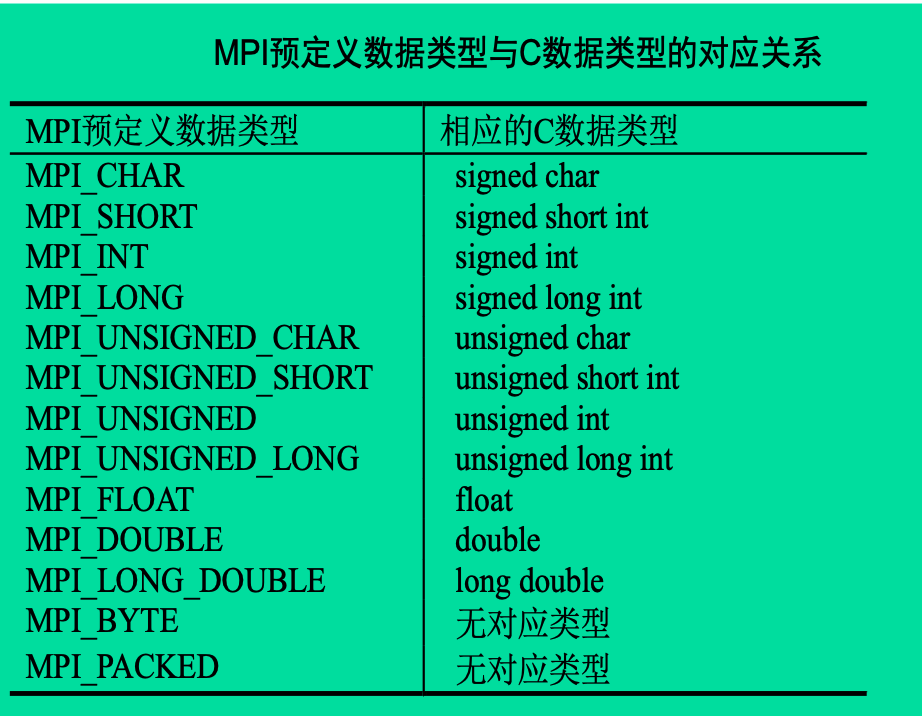 MPI预定义数据类型与C数据类型的对应关系
MPI预定义数据类型 相应的C数据类型
MPI_CHAR signed char
MPI_SHORT signed short int
MPI_INT signed int
MPI_LONG signed long int
MPI_UNSIGNED_CHAR unsigned char
MPI_UNSIGNED_SHORT unsigned short int
MPI_UNSIGNED unsigned int
MPI_UNSIGNED_LONG unsigned long int
MPI_FLOAT float
MPI_DOUBLE double
MPI_LONG_DOUBLE long double
MPI_BYTE 无对应类型
MPI_PACKED 无对应类型